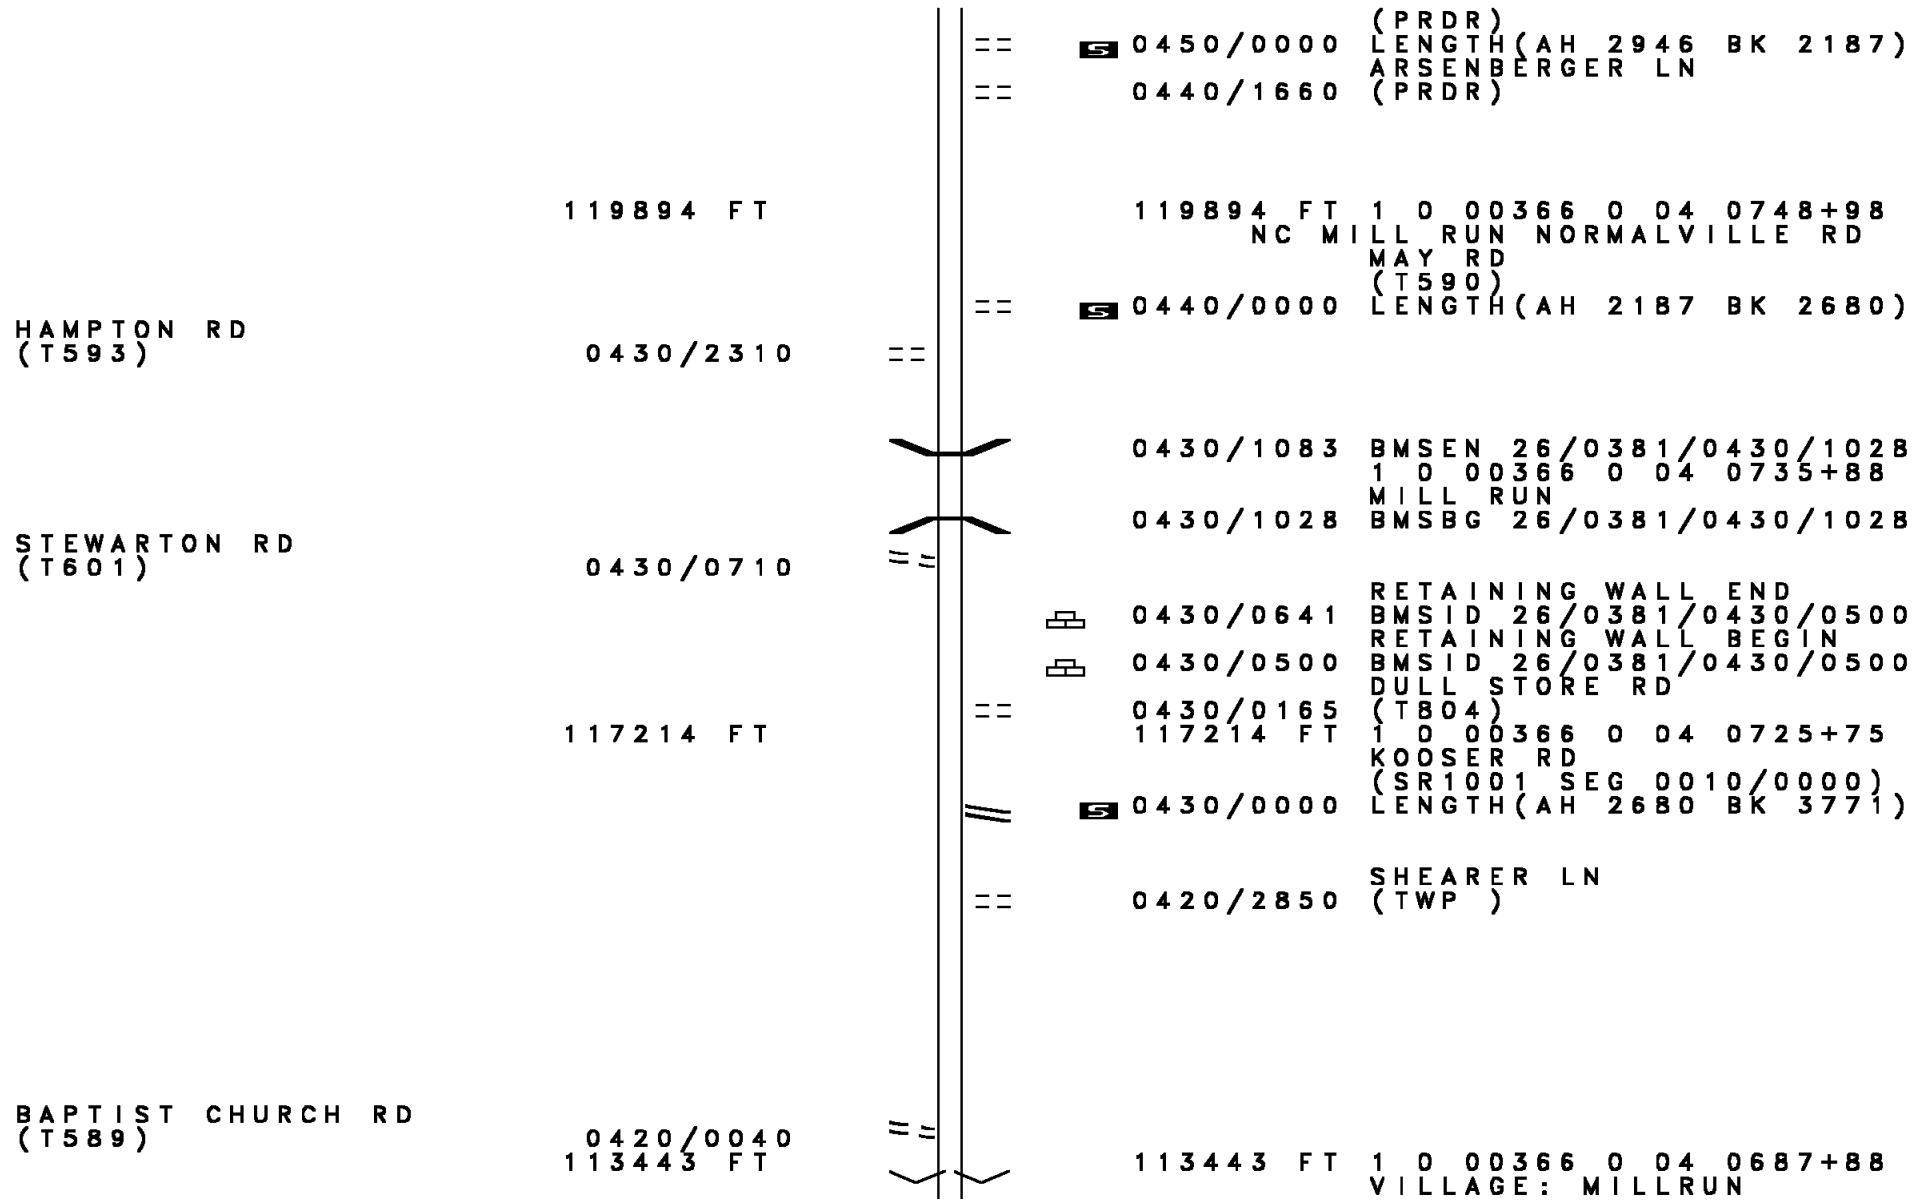 (PRDR)
S 0450/0000 LENGTH(AH 2946 BK 2187)
ARSENBERGER LN
0440/1660 (PRDR)
119894 FT 119894 FT 1 0 00366 0 04 0748+98
NC MILL RUN NORMALVILLE RD
MAY RD
(T590)
S 0440/0000 LENGTH(AH 2187 BK 2680)
HAMPTON RD
(T593) 0430/2310
0430/1083 BMSEN 26/0381/0430/1028
1 0 00366 0 04 0735+88
MILL RUN
0430/1028 BMSBG 26/0381/0430/1028
STEWARTON RD
(T601) 0430/0710
RETAINING WALL END
0430/0641 BMSID 26/0381/0430/0500
RETAINING WALL BEGIN
0430/0500 BMSID 26/0381/0430/0500
DULL STORE RD
0430/0165 (T804)
117214 FT 117214 FT 1 0 00366 0 04 0725+75
KOOSER RD
(SR1001 SEG 0010/0000)
S 0430/0000 LENGTH(AH 2680 BK 3771)
SHEARER LN
0420/2850 (TWP )
BAPTIST CHURCH RD
(T589) 0420/0040
113443 FT 113443 FT 1 0 00366 0 04 0687+88
VILLAGE: MILLRUN